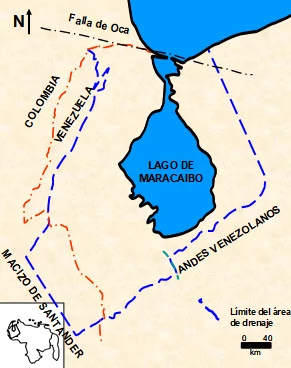 N
Falla de Oca
COLOMBIA
VENEZUELA
LAGO DE
MARACAIBO
ANDES VENEZOLANOS
MACIZO DE SANTANDER
Límite del área
de drenaje
0 40
km